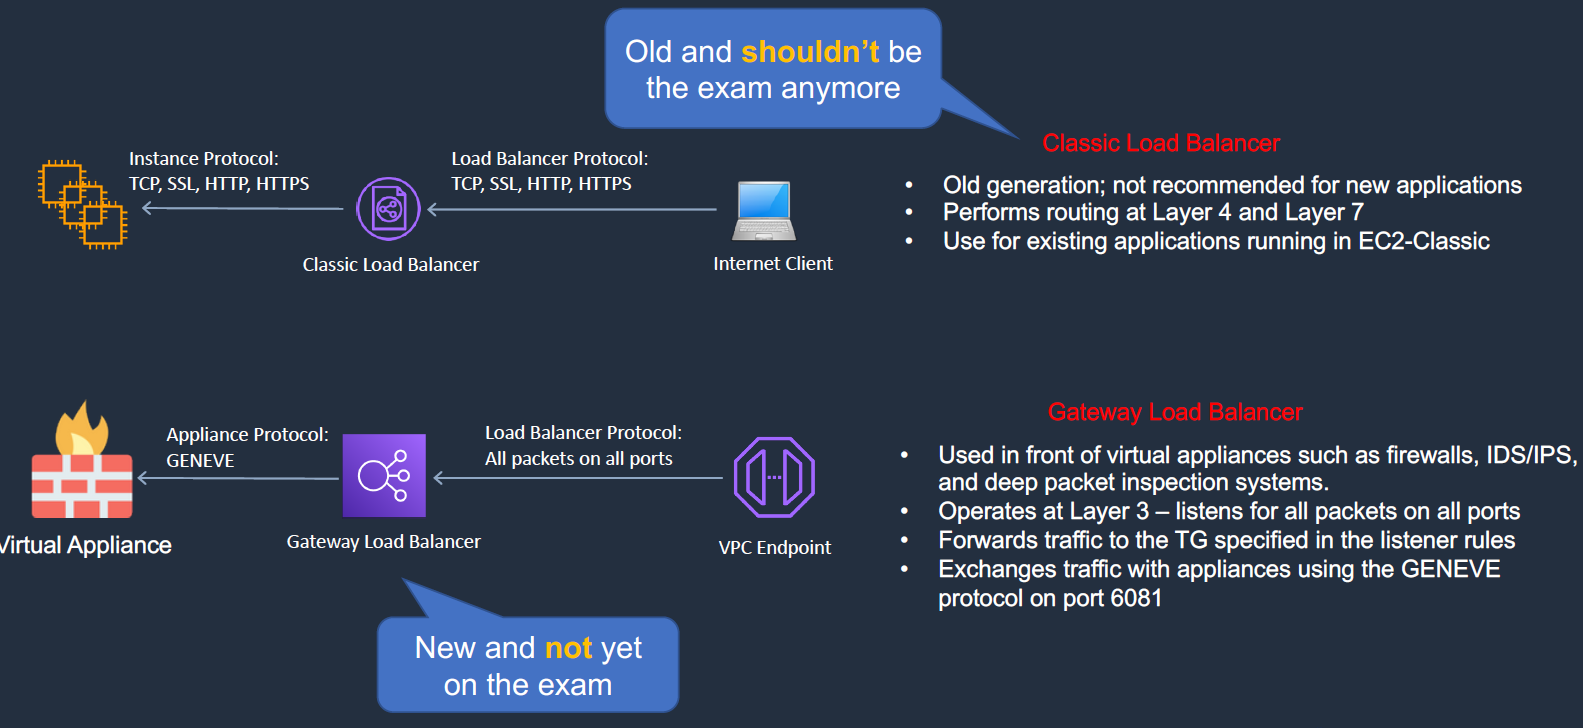 Old and shouldn't be
the exam anymore
Instance Protocol:
TCP, SSL, HTTP, HTTPS
Load Balancer Protocol:
TCP, SSL, HTTP, HTTPS
Classic Load Balancer
Internet Client
Classic Load Balancer
• Old generation; not recommended for new applications
• Performs routing at Layer 4 and Layer 7
• Use for existing applications running in EC2-Classic
Appliance Protocol:
GENEVE
Load Balancer Protocol:
All packets on all ports
Virtual Appliance
Gateway Load Balancer
VPC Endpoint
Gateway Load Balancer
• Used in front of virtual appliances such as firewalls, IDS/IPS,
and deep packet inspection systems.
• Operates at Layer 3 – listens for all packets on all ports
• Forwards traffic to the TG specified in the listener rules
• Exchanges traffic with appliances using the GENEVE
protocol on port 6081
New and not yet
on the exam